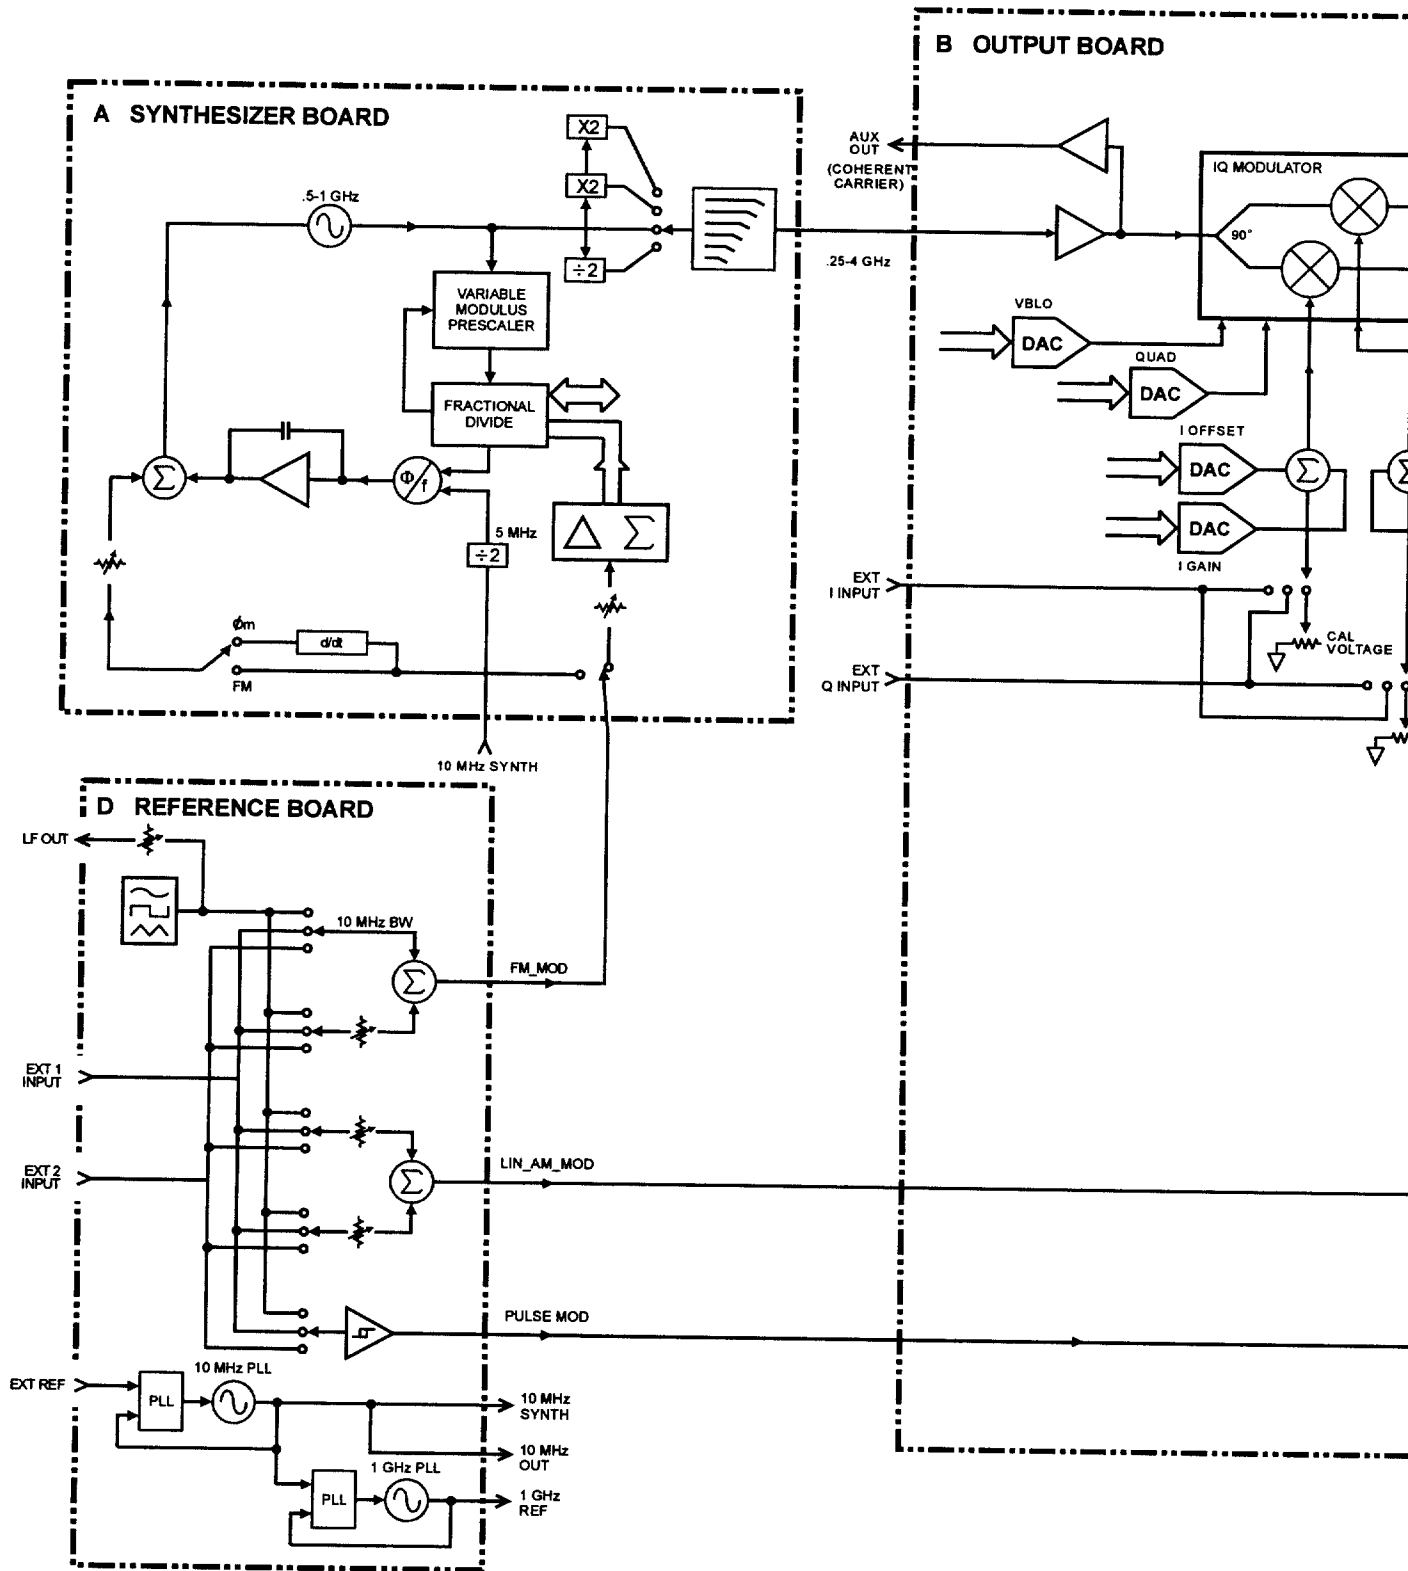 B OUTPUT BOARD
A SYNTHESIZER BOARD
X2
X2
÷2
.5-1 GHz
VARIABLE
MODULUS
PRESCALER
FRACTIONAL
DIVIDE
Σ
Φ/f
5 MHz
÷2
Δ Σ
ϕm
d/dt
FM
10 MHz SYNTH
AUX
OUT
(COHERENT
CARRIER)
IQ MODULATOR
90°
.25-4 GHz
VBLO
DAC
QUAD
DAC
I OFFSET
DAC
Σ
Σ
DAC
I GAIN
EXT
I INPUT
CAL
VOLTAGE
EXT
Q INPUT
D REFERENCE BOARD
LF OUT
10 MHz BW
Σ
FM_MOD
EXT 1
INPUT
EXT 2
INPUT
Σ
LIN_AM_MOD
PULSE MOD
10 MHz PLL
EXT REF
PLL
10 MHz
SYNTH
10 MHz
OUT
1 GHz PLL
PLL
1 GHz
REF